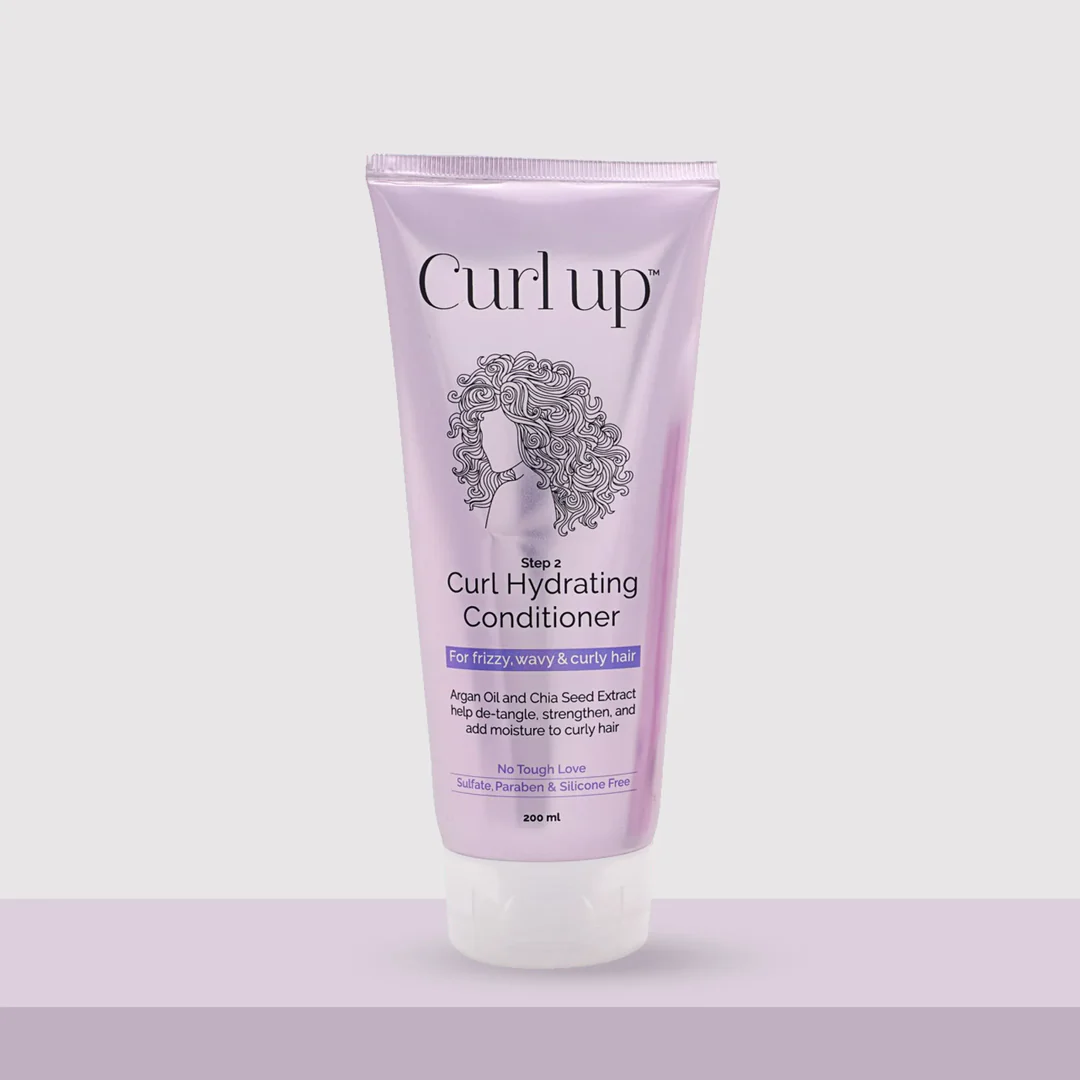 Curl up™
Step 2
Curl Hydrating
Conditioner
For frizzy, wavy & curly hair
Argan Oil and Chia Seed Extract
help de-tangle, strengthen, and
add moisture to curly hair
No Tough Love
Sulfate, Paraben & Silicone Free
200 ml